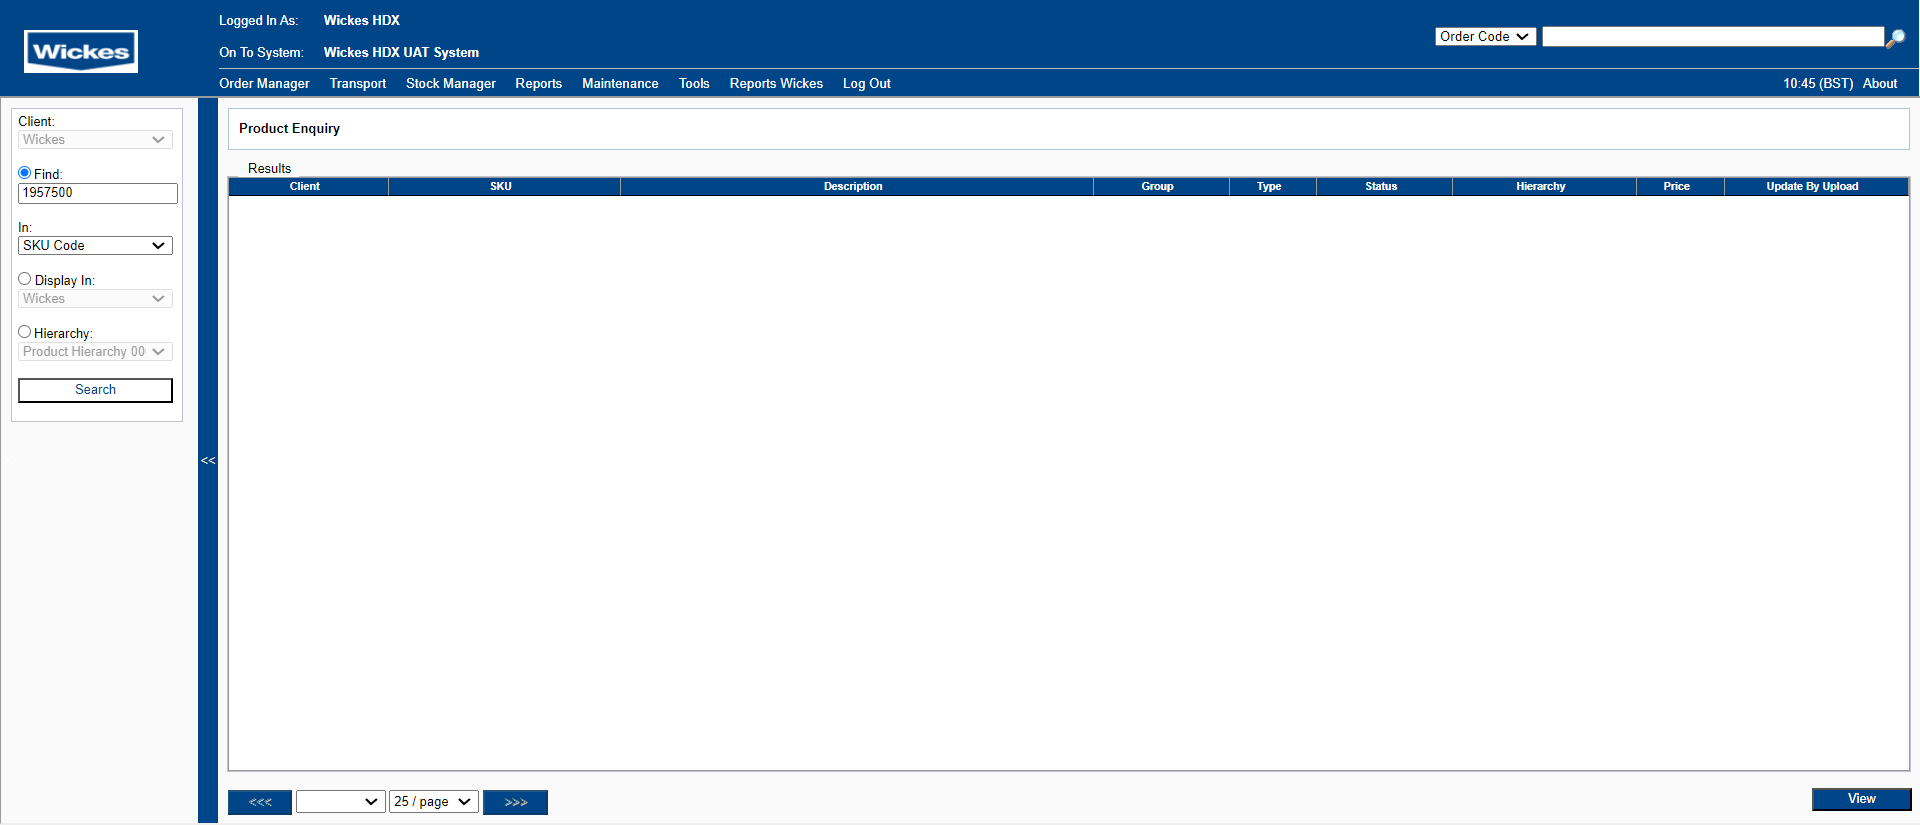 Wickes
Logged In As: Wickes HDX
On To System: Wickes HDX UAT System
Order Code
Order Manager Transport Stock Manager Reports Maintenance Tools Reports Wickes Log Out 10:45 (BST) About
Client:
Wickes
Find:
1957500
In:
SKU Code
Display In:
Wickes
Hierarchy:
Product Hierarchy 00
Search
<<
Product Enquiry
Results
Client SKU Description Group Type Status Hierarchy Price Update By Upload
<<< 25 / page >>> View